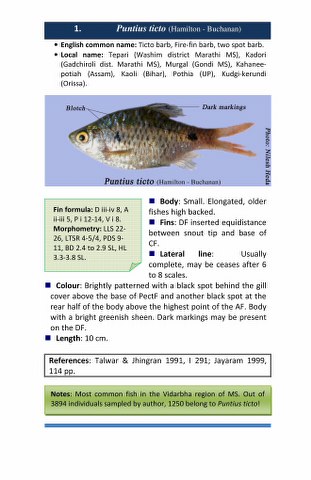 1. Puntius ticto (Hamilton - Buchanan)
• English common name: Ticto barb, Fire-fin barb, two spot barb.
• Local name: Tepari (Washim district Marathi MS), Kadori
(Gadchiroli dist. Marathi MS), Murgal (Gondi MS), Kahanee-
potiah (Assam), Kaoli (Bihar), Pothia (UP), Kudgi-kerundi
(Orissa).
Blotch
Dark markings
Photo: Nilesh Heda
Puntius ticto (Hamilton - Buchanan)
Fin formula: D iii-iv 8, A
ii-iii 5, P i 12-14, V i 8.
Morphometry: LLS 22-
26, LTSR 4-5/4, PDS 9-
11, BD 2.4 to 2.9 SL, HL
3.3-3.8 SL.
■ Body: Small. Elongated, older
fishes high backed.
■ Fins: DF inserted equidistance
between snout tip and base of
CF.
■ Lateral line: Usually
complete, may be ceases after 6
to 8 scales.
■ Colour: Brightly patterned with a black spot behind the gill
cover above the base of PectF and another black spot at the
rear half of the body above the highest point of the AF. Body
with a bright greenish sheen. Dark markings may be present
on the DF.
■ Length: 10 cm.
References: Talwar & Jhingran 1991, I 291; Jayaram 1999,
114 pp.
Notes: Most common fish in the Vidarbha region of MS. Out of
3894 individuals sampled by author, 1250 belong to Puntius ticto!